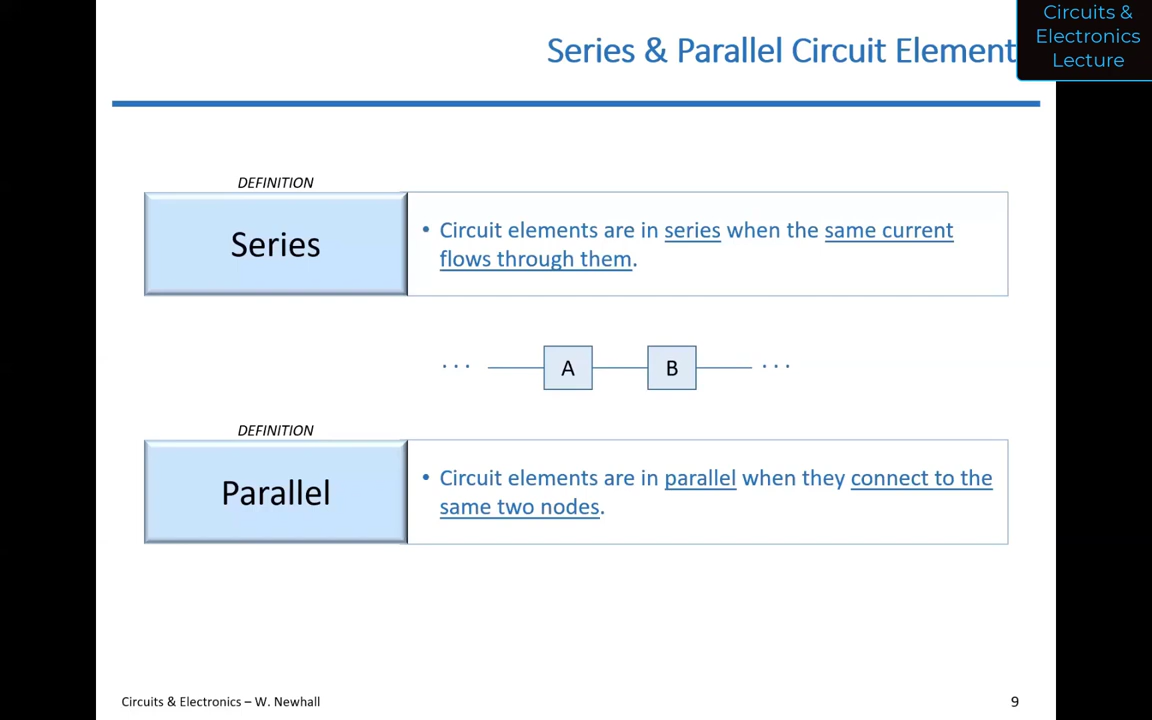 Circuits &
Electronics
Lecture
Series & Parallel Circuit Element
DEFINITION
Series
• Circuit elements are in series when the same current
flows through them.
··· A B ···
DEFINITION
Parallel
• Circuit elements are in parallel when they connect to the
same two nodes.
Circuits & Electronics – W. Newhall
9